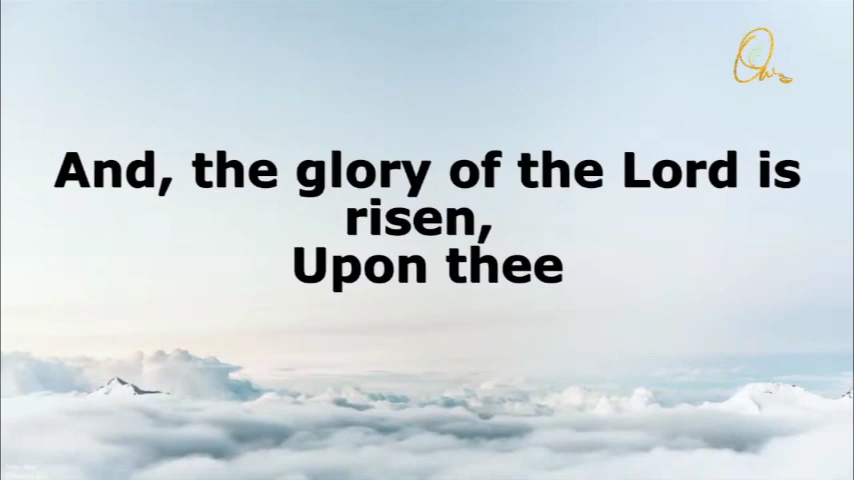 And, the glory of the Lord is
risen,
Upon thee